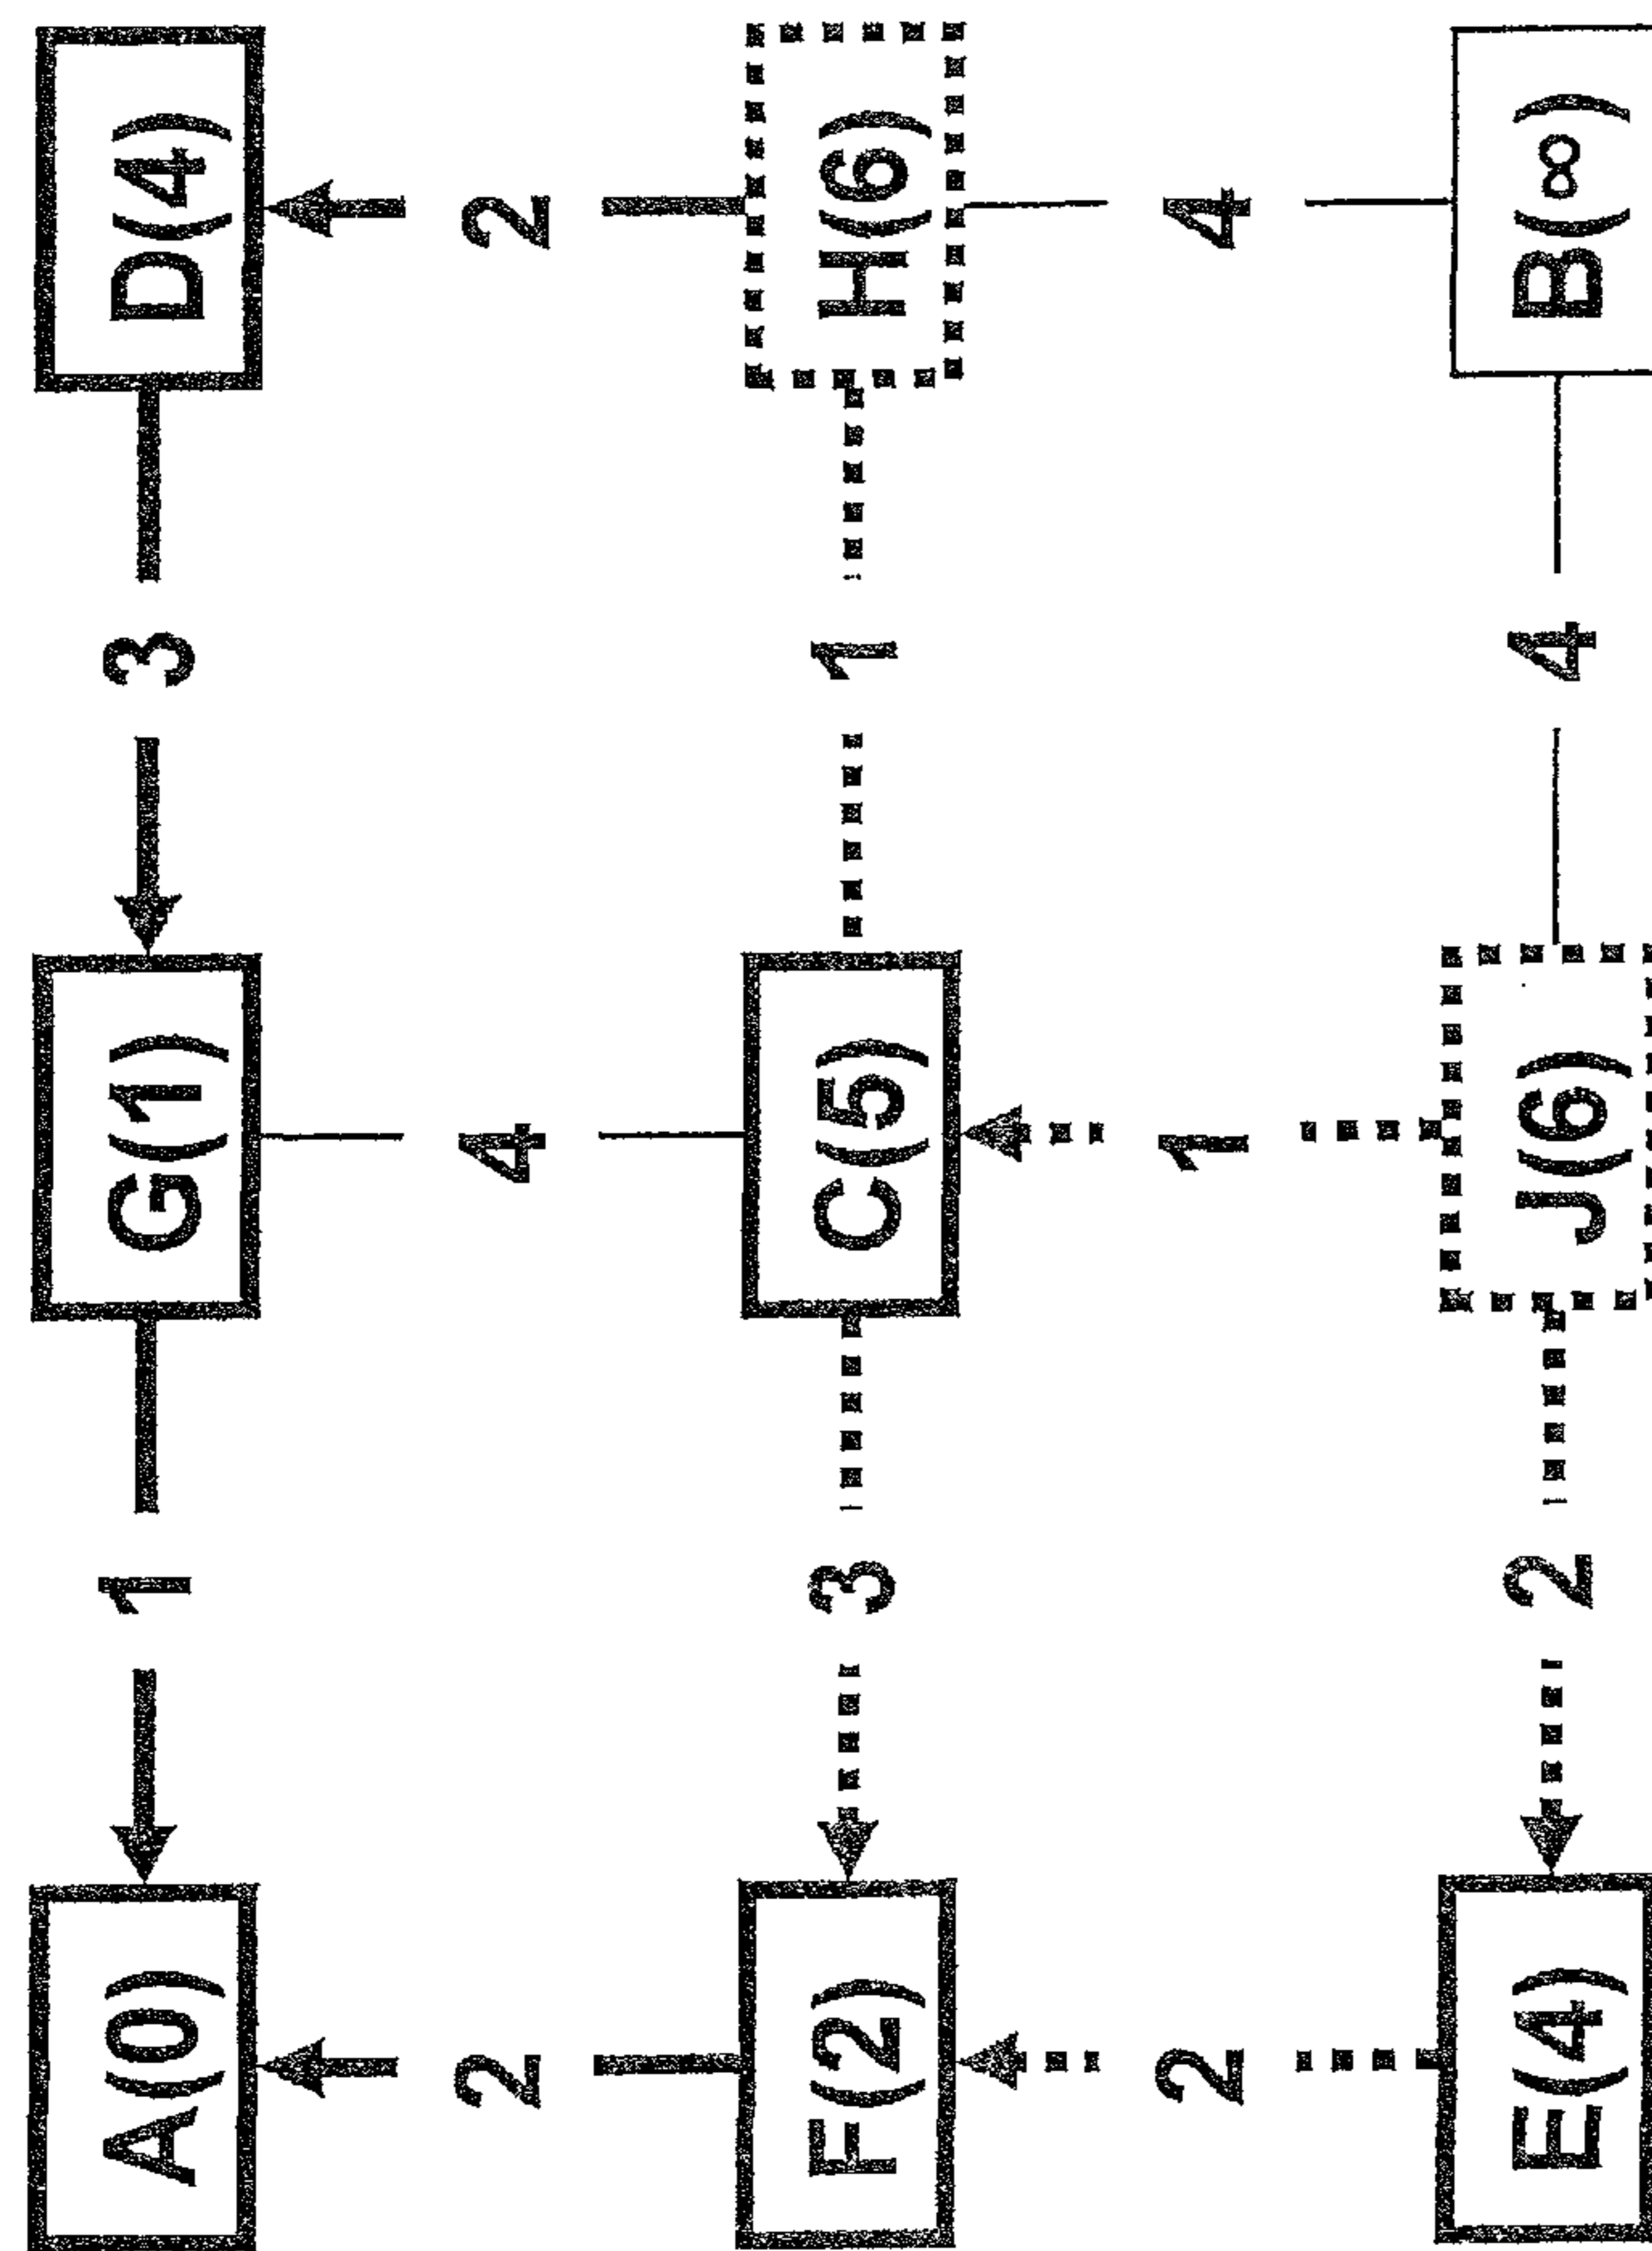 A(0) 1 G(1) 3 D(4)
2 4 2
F(2) 3 C(5) 1 H(6)
2 1 4
E(4) 2 J(6) 4 B(∞)